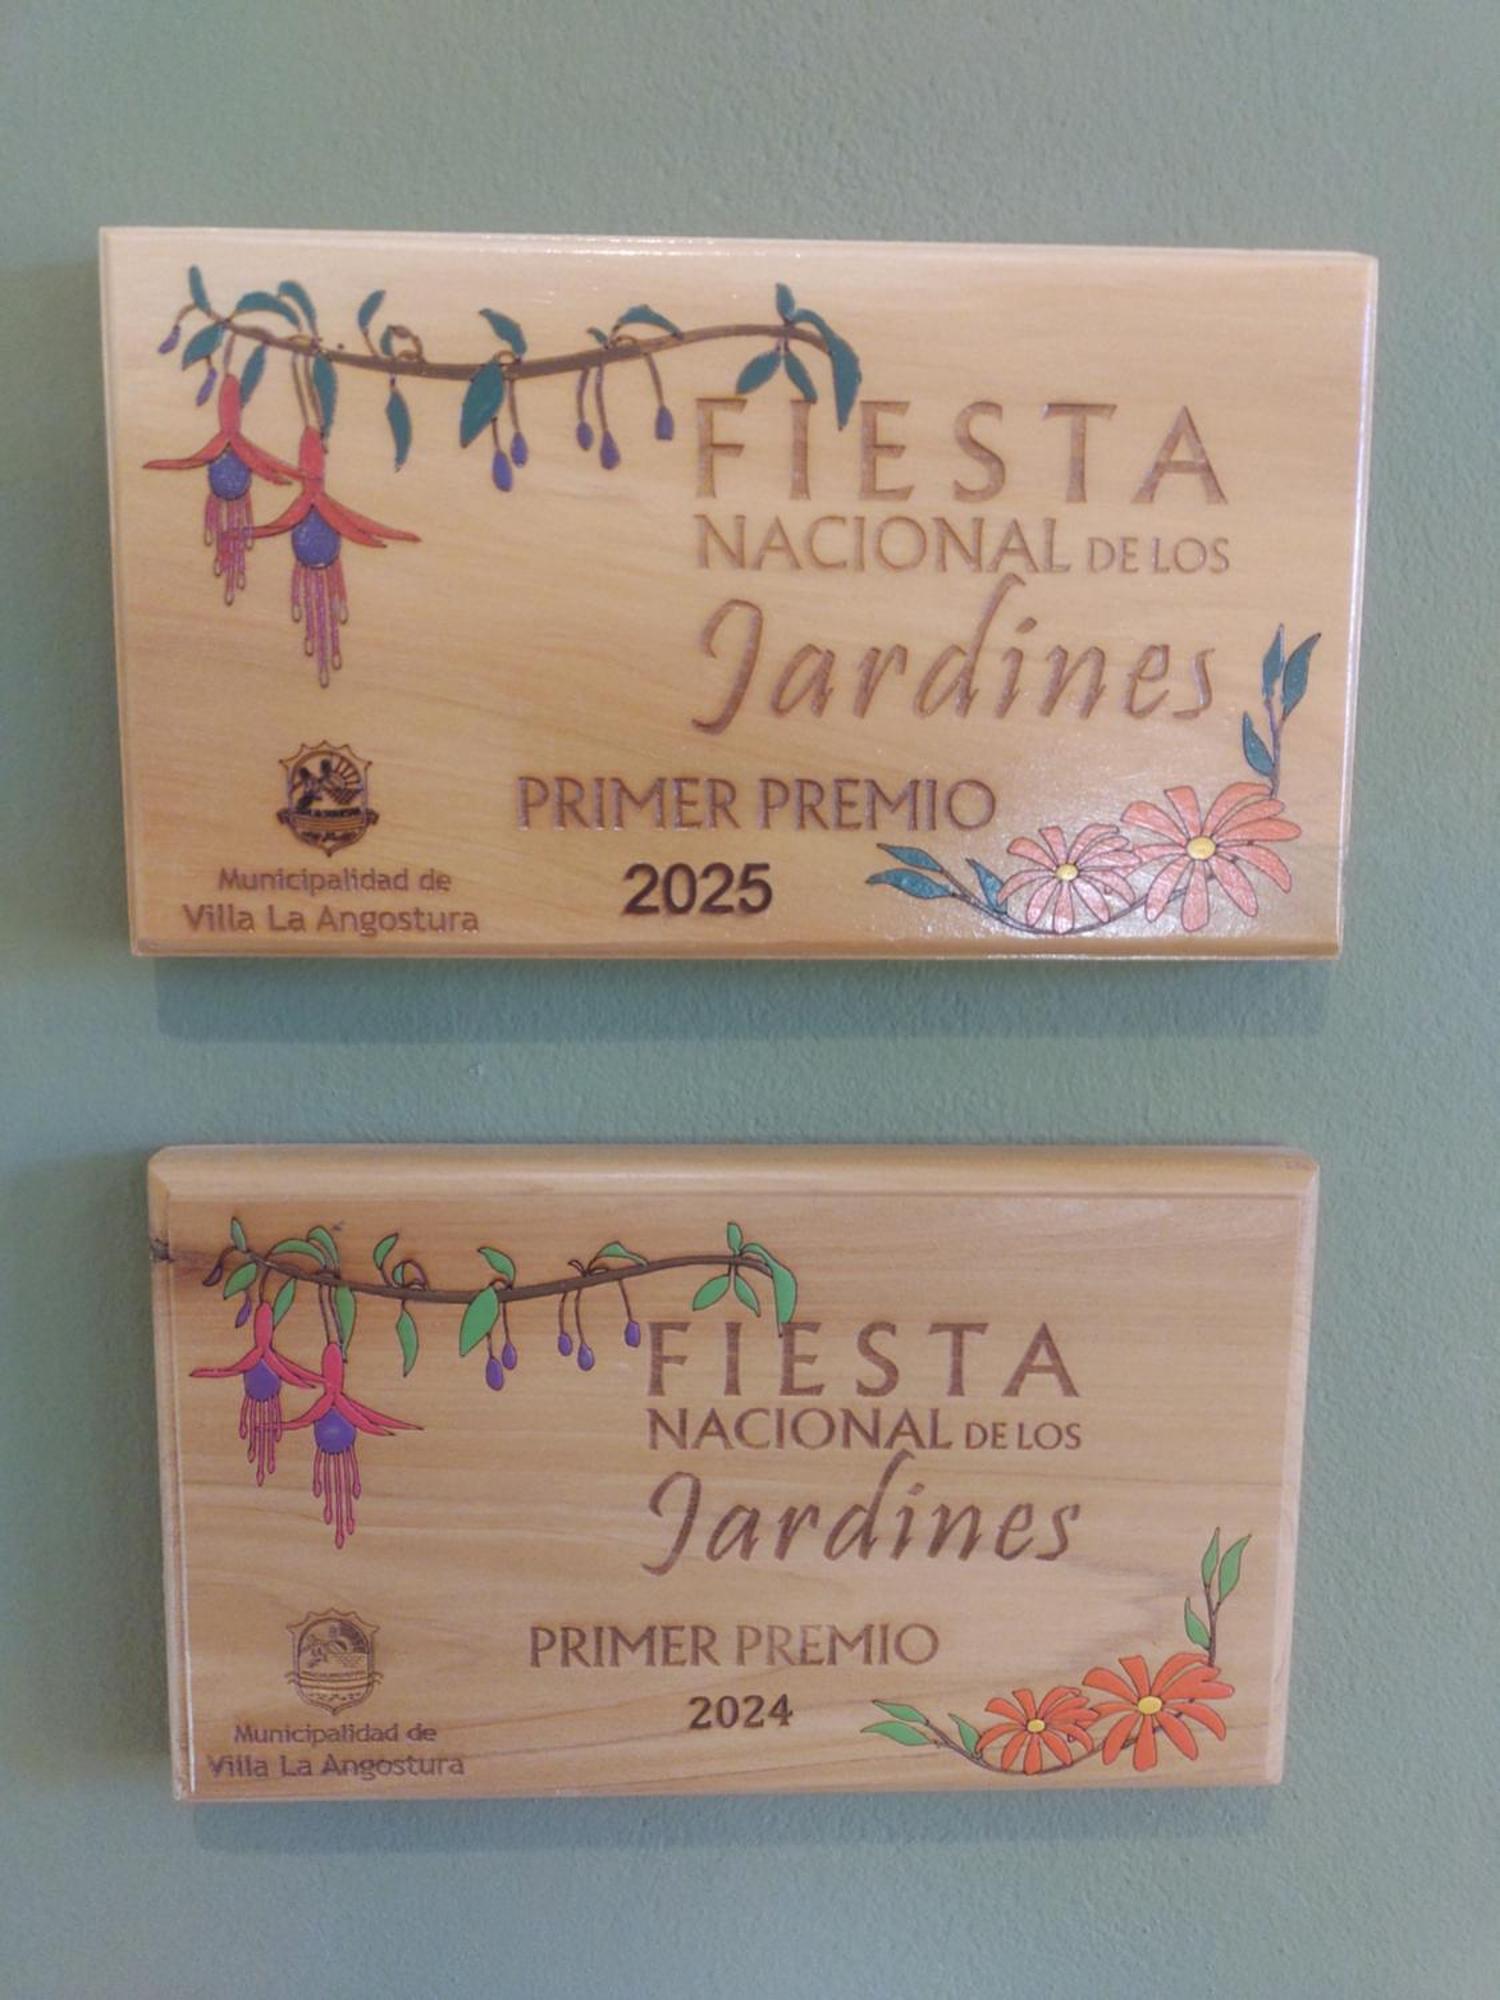 FIESTA
NACIONAL DE LOS
Jardines
PRIMER PREMIO
2025
Municipalidad de
Villa La Angostura
FIESTA
NACIONAL DE LOS
Jardines
PRIMER PREMIO
2024
Municipalidad de
Villa La Angostura